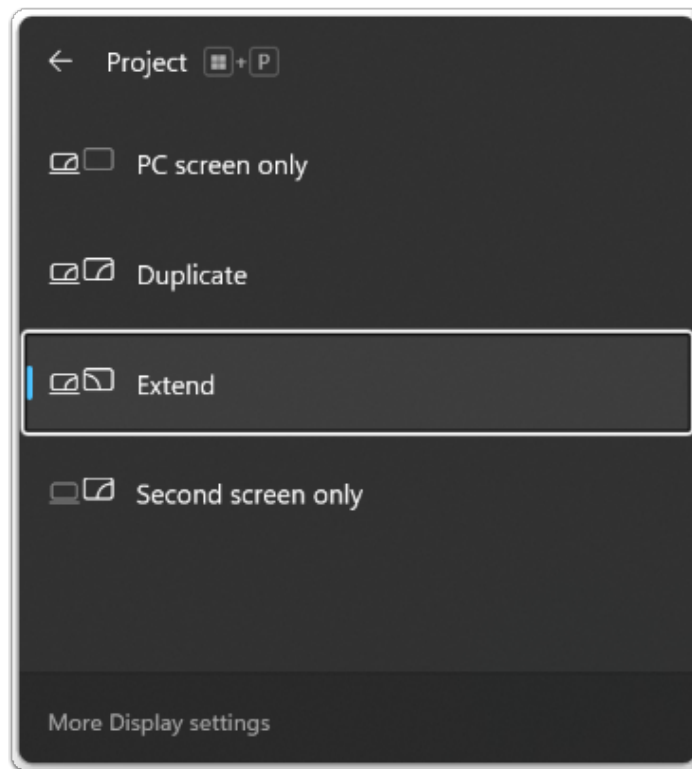 Project + P
PC screen only
Duplicate
Extend
Second screen only
More Display settings